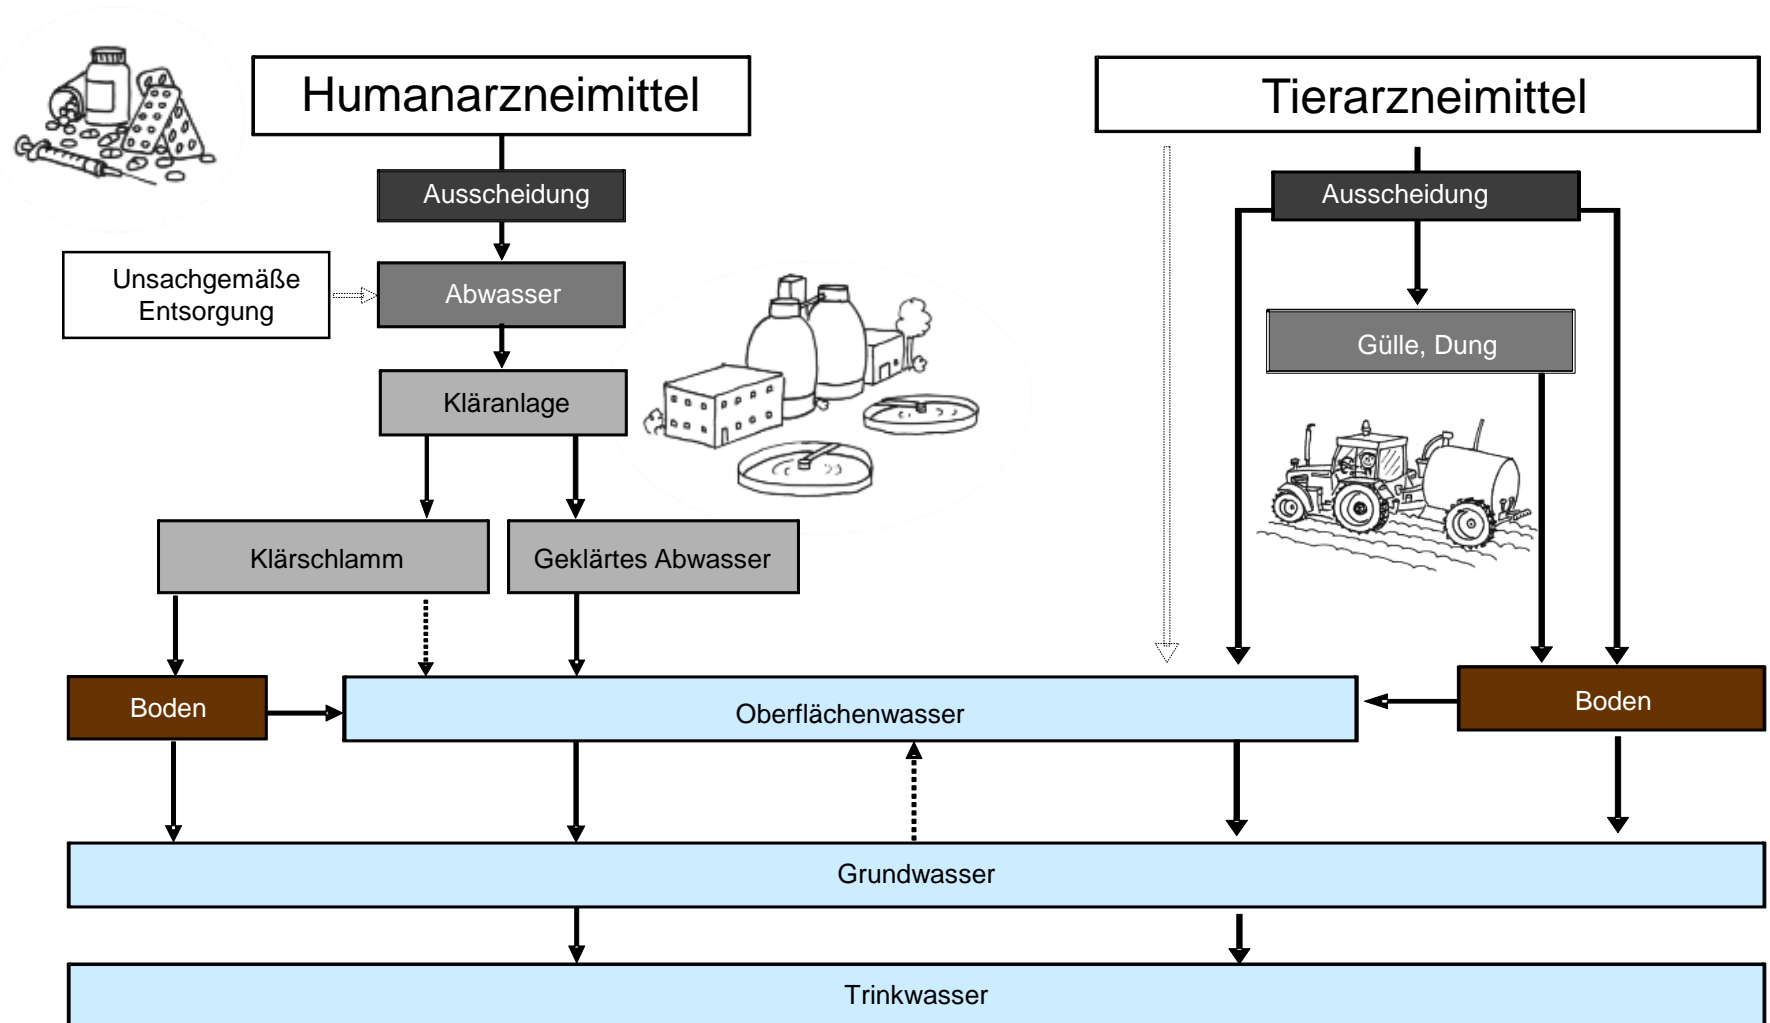 Humanarzneimittel
Tierarzneimittel
Ausscheidung
Ausscheidung
Unsachgemäße
Entsorgung
Abwasser
Gülle, Dung
Kläranlage
Klärschlamm
Geklärtes Abwasser
Boden
Oberflächenwasser
Boden
Grundwasser
Trinkwasser